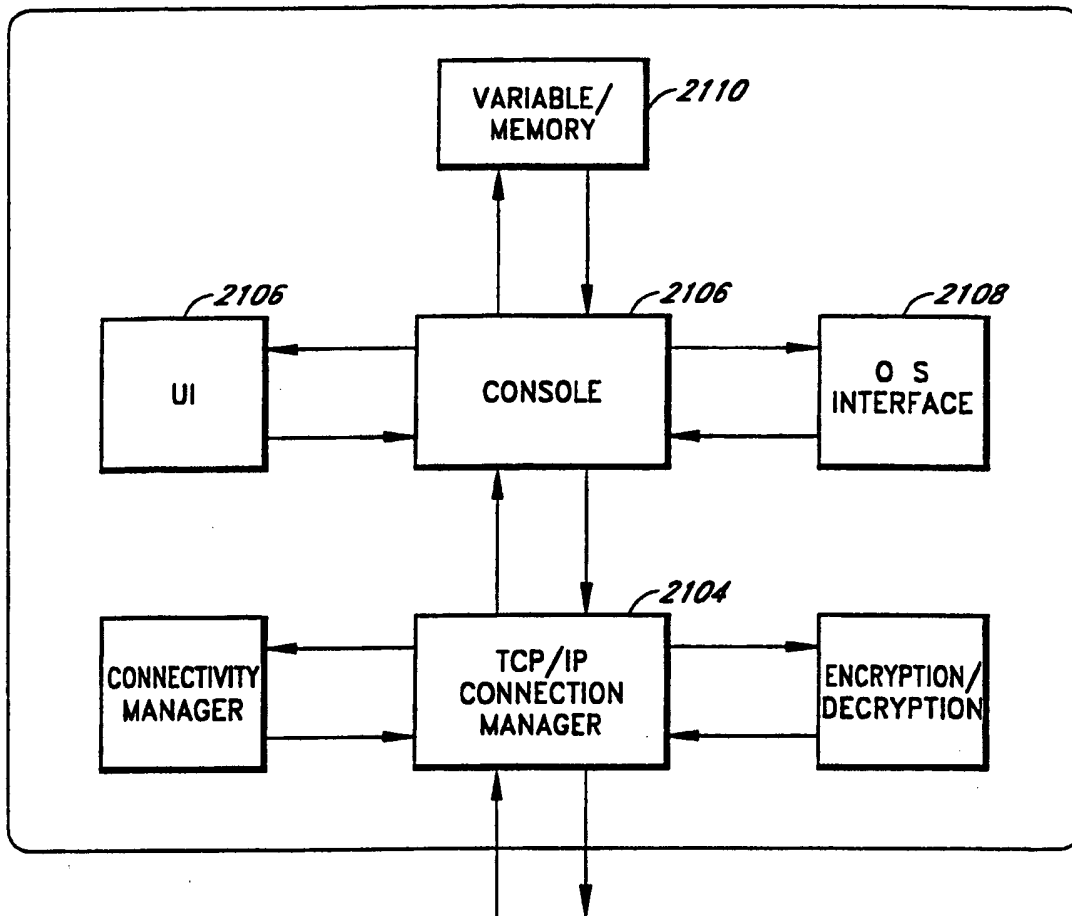 VARIABLE/
MEMORY
2110
2106
UI
2106
CONSOLE
2108
O S
INTERFACE
CONNECTIVITY
MANAGER
2104
TCP/IP
CONNECTION
MANAGER
ENCRYPTION/
DECRYPTION